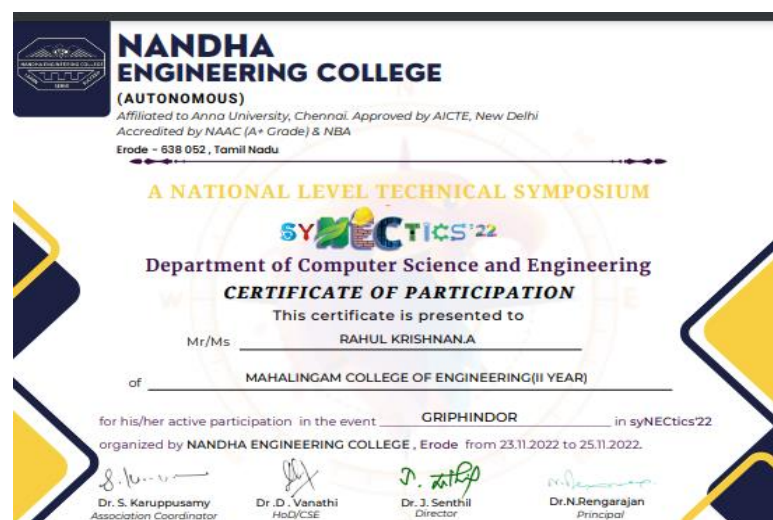 NANDHA
ENGINEERING COLLEGE
(AUTONOMOUS)
Affiliated to Anna University, Chennai. Approved by AICTE, New Delhi
Accredited by NAAC (A+ Grade) & NBA
Erode - 638 052 , Tamil Nadu
A NATIONAL LEVEL TECHNICAL SYMPOSIUM
SYNECTICS'22
Department of Computer Science and Engineering
CERTIFICATE OF PARTICIPATION
This certificate is presented to
Mr/Ms RAHUL KRISHNAN.A
of MAHALINGAM COLLEGE OF ENGINEERING(II YEAR)
for his/her active participation in the event GRIPHINDOR in syNECtics'22
organized by NANDHA ENGINEERING COLLEGE , Erode from 23.11.2022 to 25.11.2022.
Dr. S. Karuppusamy Dr .D . Vanathi Dr. J. Senthil Dr.N.Rengarajan
Association Coordinator HoD/CSE Director Principal